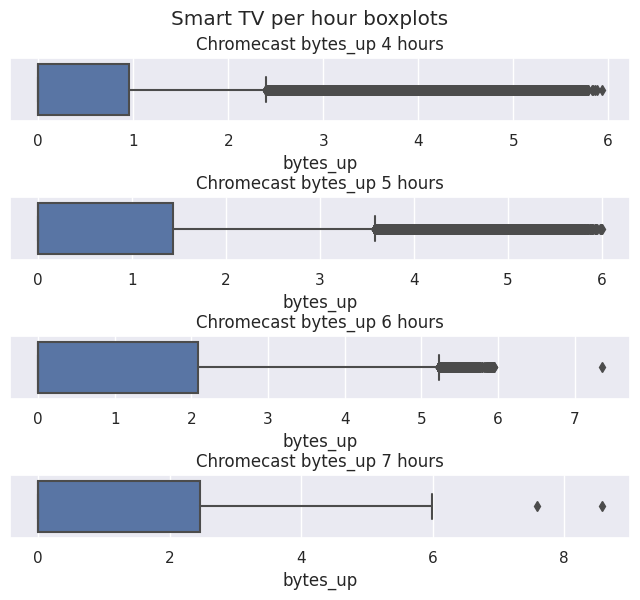 Smart TV per hour boxplots
Chromecast bytes_up 4 hours
0 1 2 3 4 5 6
bytes_up
Chromecast bytes_up 5 hours
0 1 2 3 4 5 6
bytes_up
Chromecast bytes_up 6 hours
0 1 2 3 4 5 6 7
bytes_up
Chromecast bytes_up 7 hours
0 2 4 6 8
bytes_up